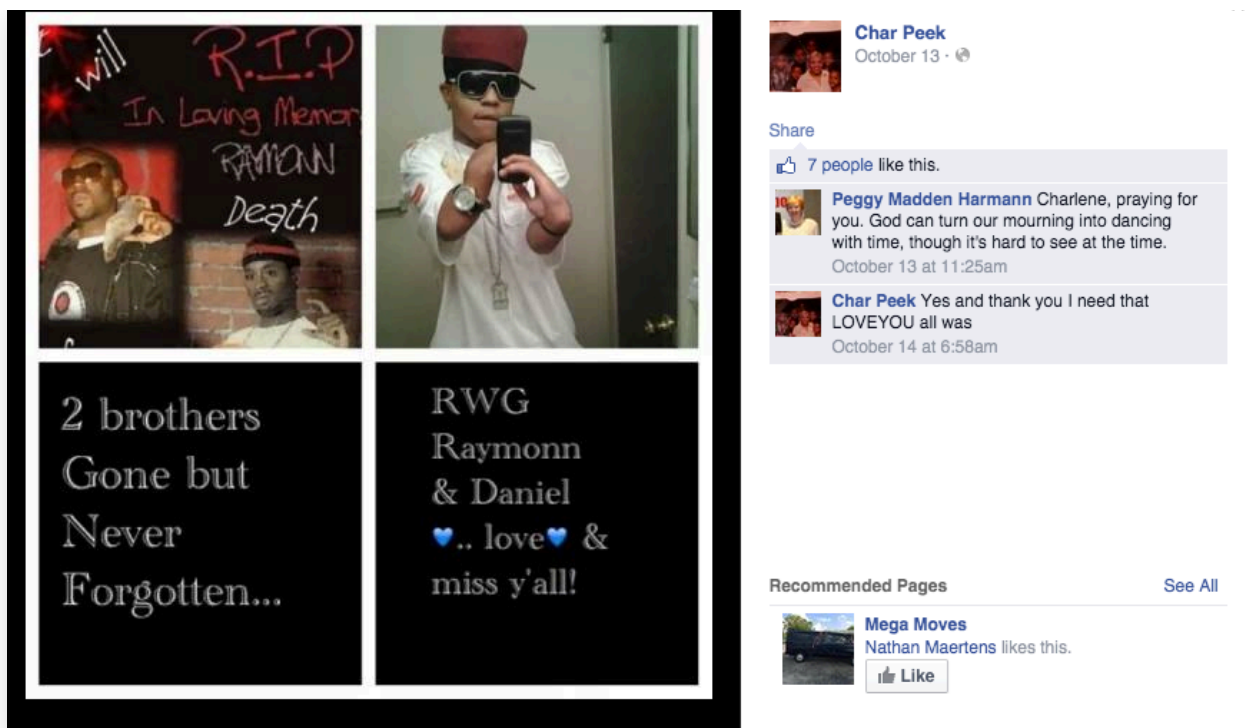 will
R.I.P
In Loving Memor
RAYMONN
Death
2 brothers
Gone but
Never
Forgotten...
RWG
Raymonn
& Daniel
💙.. love💙 &
miss y'all!
Char Peek
October 13 ·
Share
7 people like this.
Peggy Madden Harmann Charlene, praying for
you. God can turn our mourning into dancing
with time, though it's hard to see at the time.
October 13 at 11:25am
Char Peek Yes and thank you I need that
LOVEYOU all was
October 14 at 6:58am
Recommended Pages See All
Mega Moves
Nathan Maertens likes this.
Like